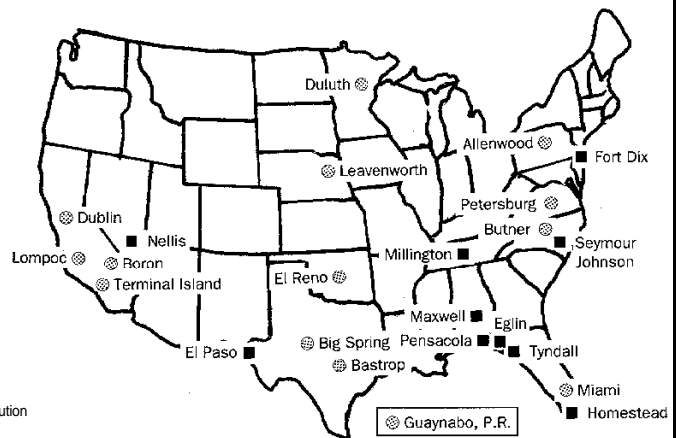 Duluth
Allenwood
Fort Dix
Leavenworth
Petersburg
Dublin
Butner
Nellis
Seymour
Johnson
Lompoc
Boron
Millington
Terminal Island
El Reno
Maxwell
Eglin
Big Spring
Pensacola
El Paso
Tyndall
Bastrop
Miami
ution
Homestead
Guaynabo, P.R.